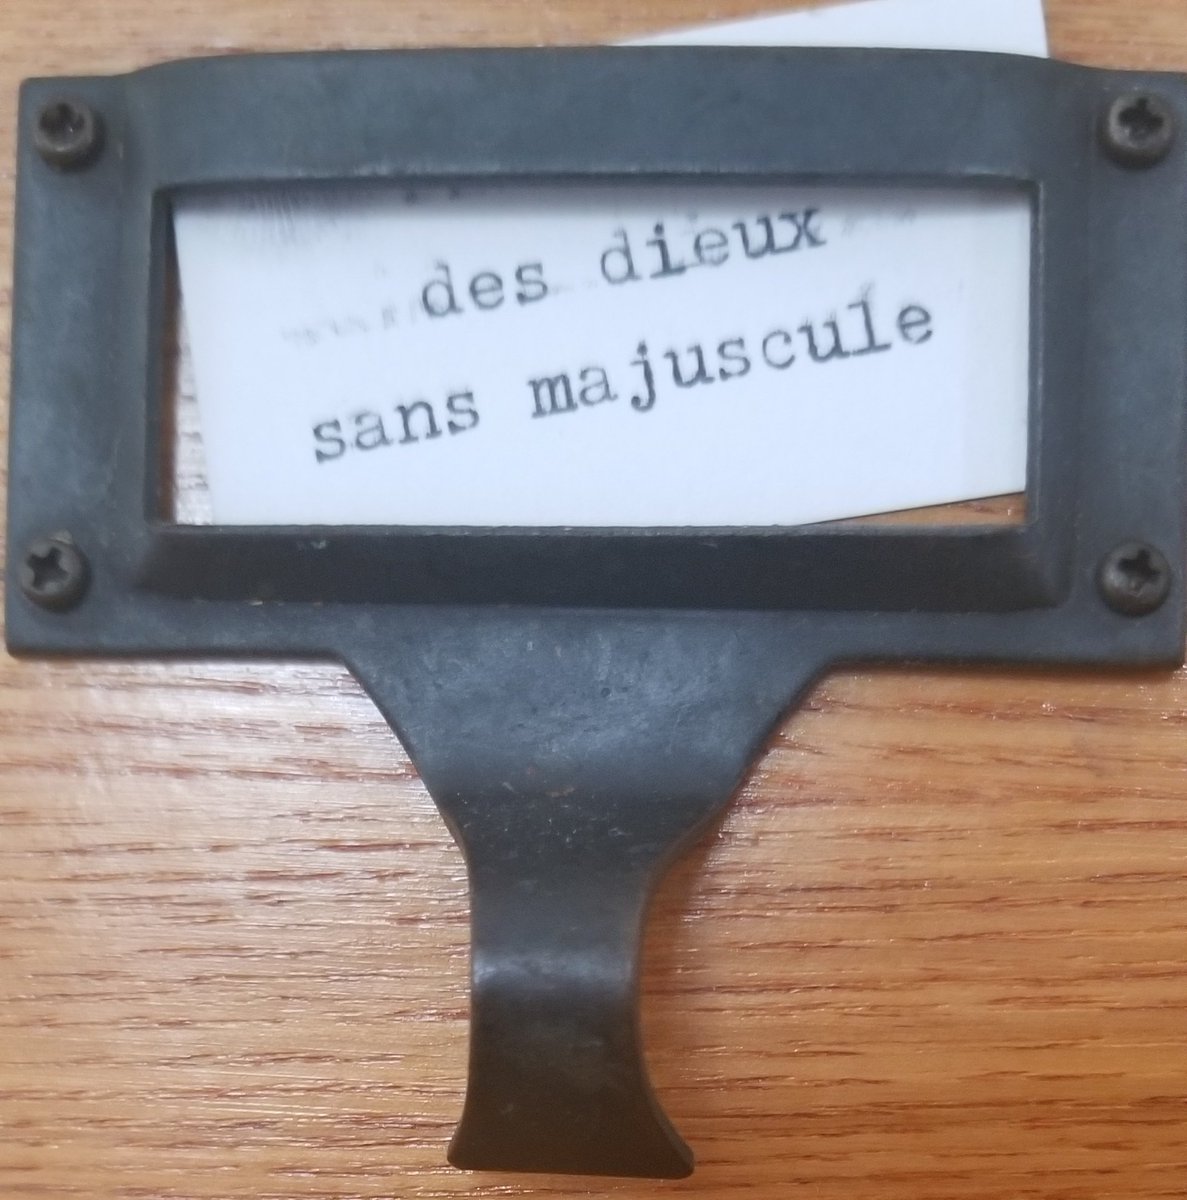 des dieux
sans majuscule